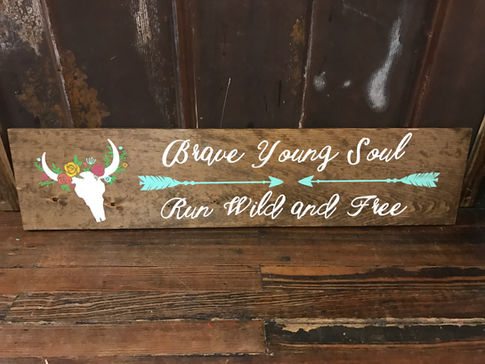 Brave Young Soul
Run Wild and Free